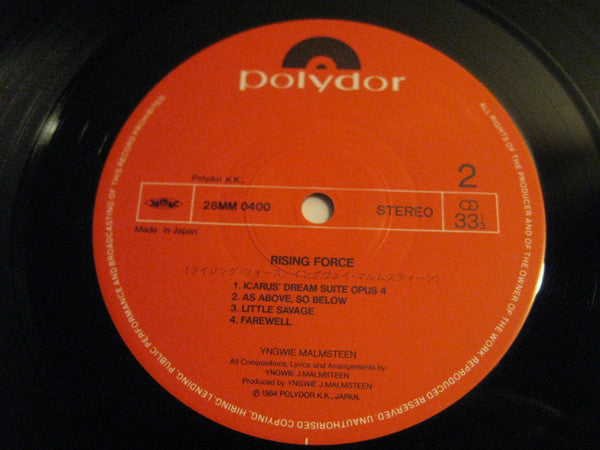 polydor
Polydor K.K.,
2
JASRAC
28MM 0400
STEREO
33 1/3
Made in Japan
RISING FORCE
(ライジング・フォース/イングヴェイ・マルムスティーン)
1. ICARUS' DREAM SUITE OPUS 4
2. AS ABOVE, SO BELOW
3. LITTLE SAVAGE
4. FAREWELL
YNGWIE MALMSTEEN
All Compositions, Lyrics and Arrangements by
YNGWIE J.MALMSTEEN
Produced by YNGWIE J.MALMSTEEN
℗ 1984 POLYDOR K.K., JAPAN.
ALL RIGHTS OF THE PRODUCER AND OF THE OWNER OF THE WORK REPRODUCED RESERVED. UNAUTHORISED COPYING, HIRING, LENDING, PUBLIC PERFORMANCE AND BROADCASTING OF THIS RECORD PROHIBITED